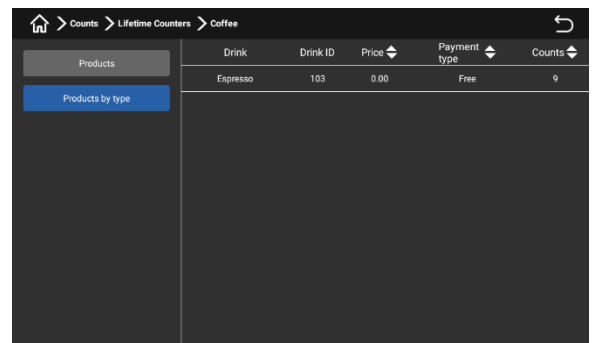 Counts Lifetime Counters Coffee
Products
Products by type
Drink Drink ID Price Payment type Counts
Espresso 103 0.00 Free 9